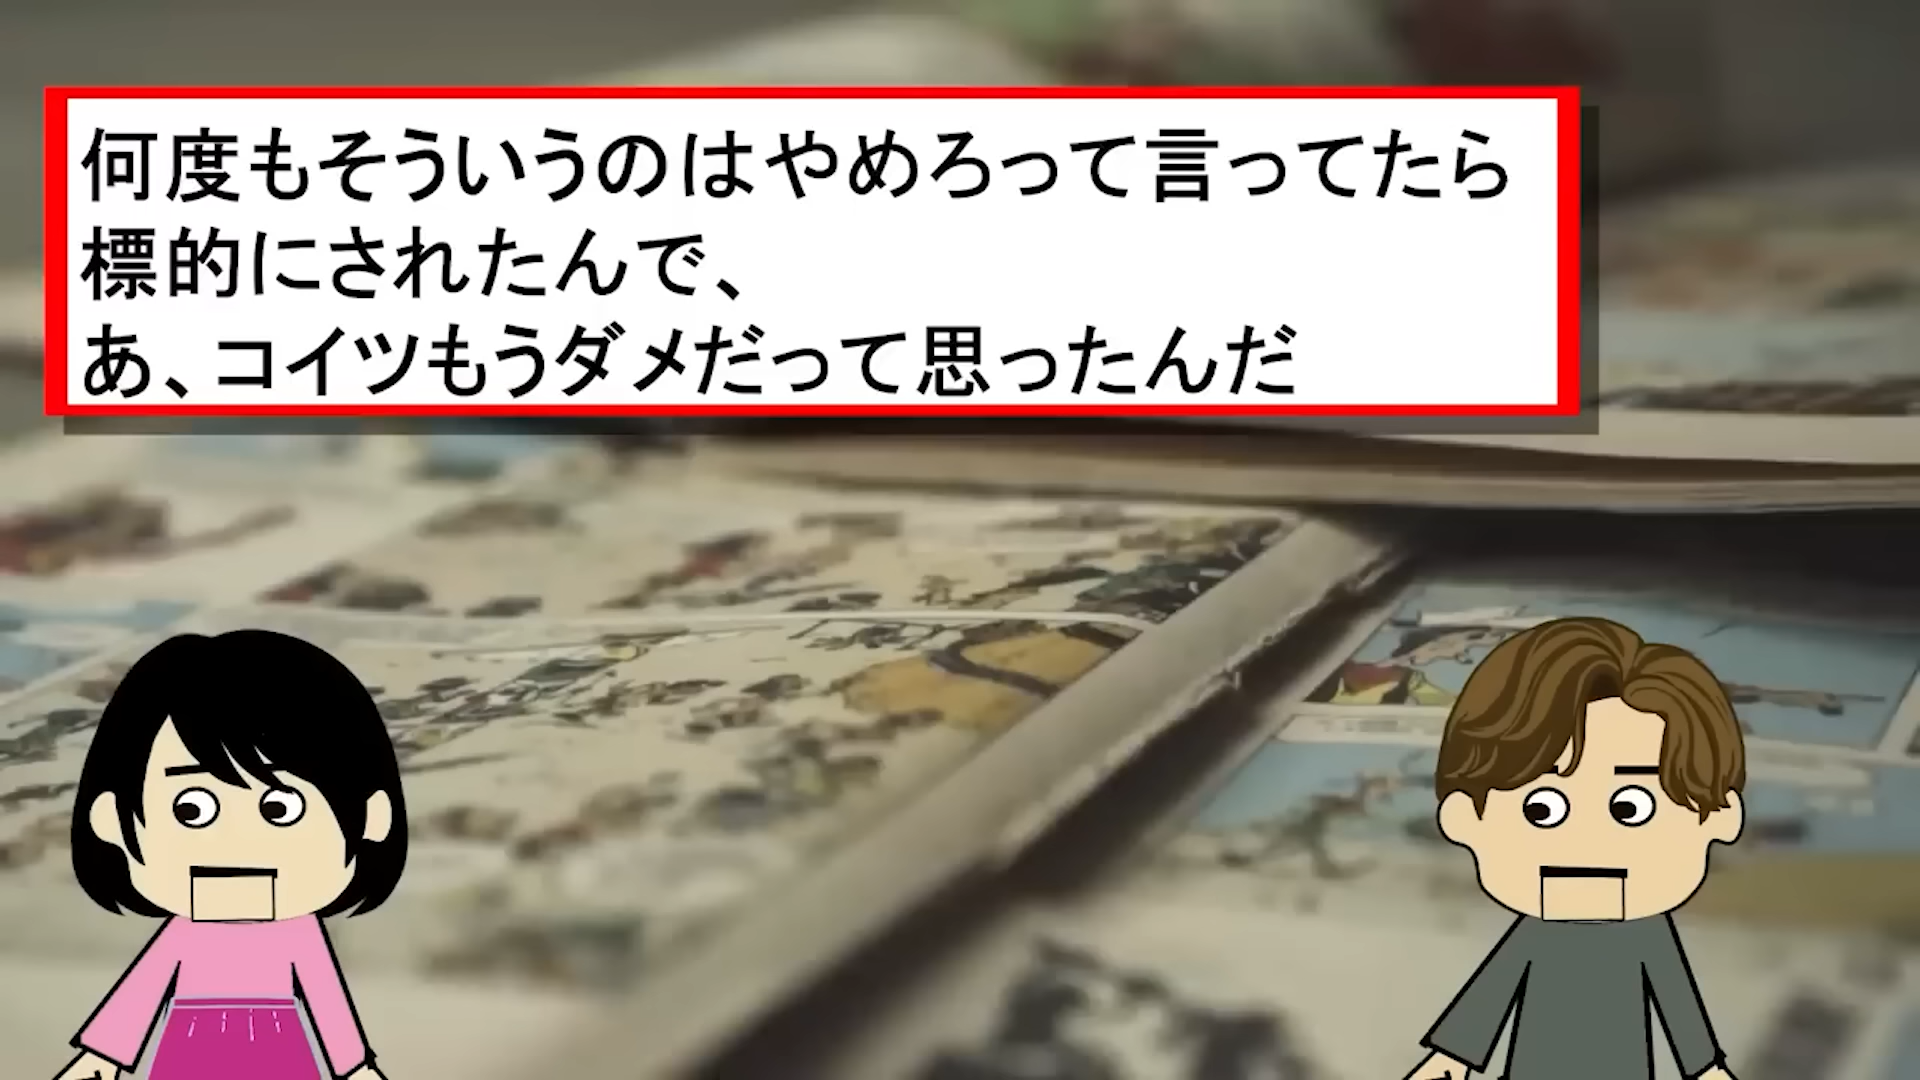 何度もそういうのはやめろって言ってたら
標的にされたんで、
あ、コイツもうダメだって思ったんだ